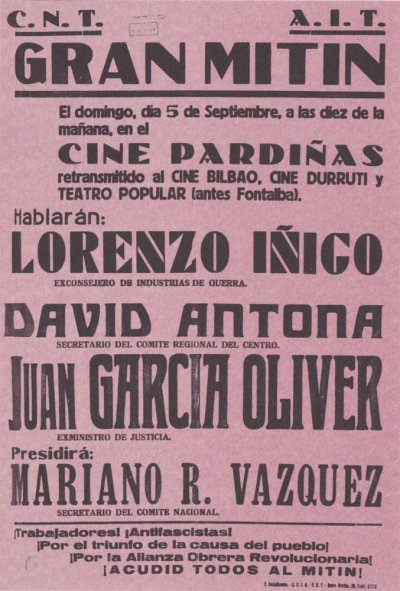 C. N. T. A. I. T.
GRAN MITIN
El domingo, dia 5 de Septiembre, a las diez de la
mañana, en el
CINE PARDIÑAS
retransmitido al CINE BILBAO, CINE DURRUTI y
TEATRO POPULAR (antes Fontalba).
Hablarán:
LORENZO IÑIGO
EXCONSEJERO DE INDUSTRIAS DE GUERRA.
DAVID ANTONA
SECRETARIO DEL COMITE REGIONAL DEL CENTRO.
JUAN GARCIA OLIVER
EXMINISTRO DE JUSTICIA.
Presidirá:
MARIANO R. VAZQUEZ
SECRETARIO DEL COMITE NACIONAL.
¡Trabajadores! ¡Antifascistas!
¡Por el triunfo de la causa del pueblo!
¡Por la Alianza Obrera Revolucionaria!
¡ACUDID TODOS AL MITIN!